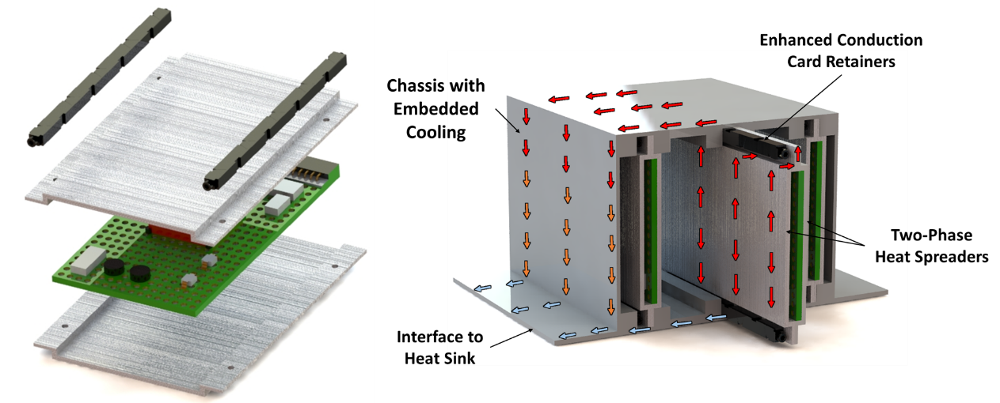 Enhanced Conduction
Card Retainers
Chassis with
Embedded
Cooling
Two-Phase
Heat Spreaders
Interface to
Heat Sink